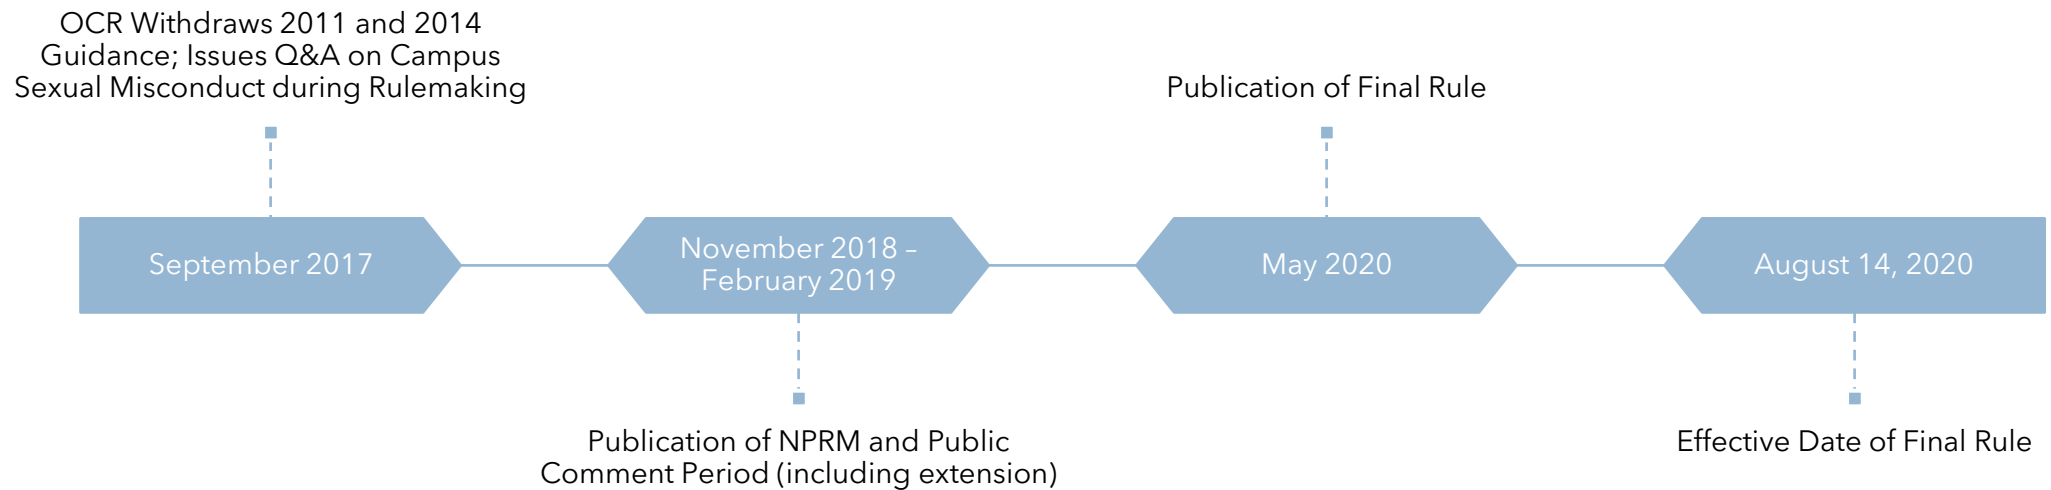 OCR Withdraws 2011 and 2014
Guidance; Issues Q&A on Campus
Sexual Misconduct during Rulemaking
Publication of Final Rule
September 2017
November 2018 –
February 2019
May 2020
August 14, 2020
Publication of NPRM and Public
Comment Period (including extension)
Effective Date of Final Rule